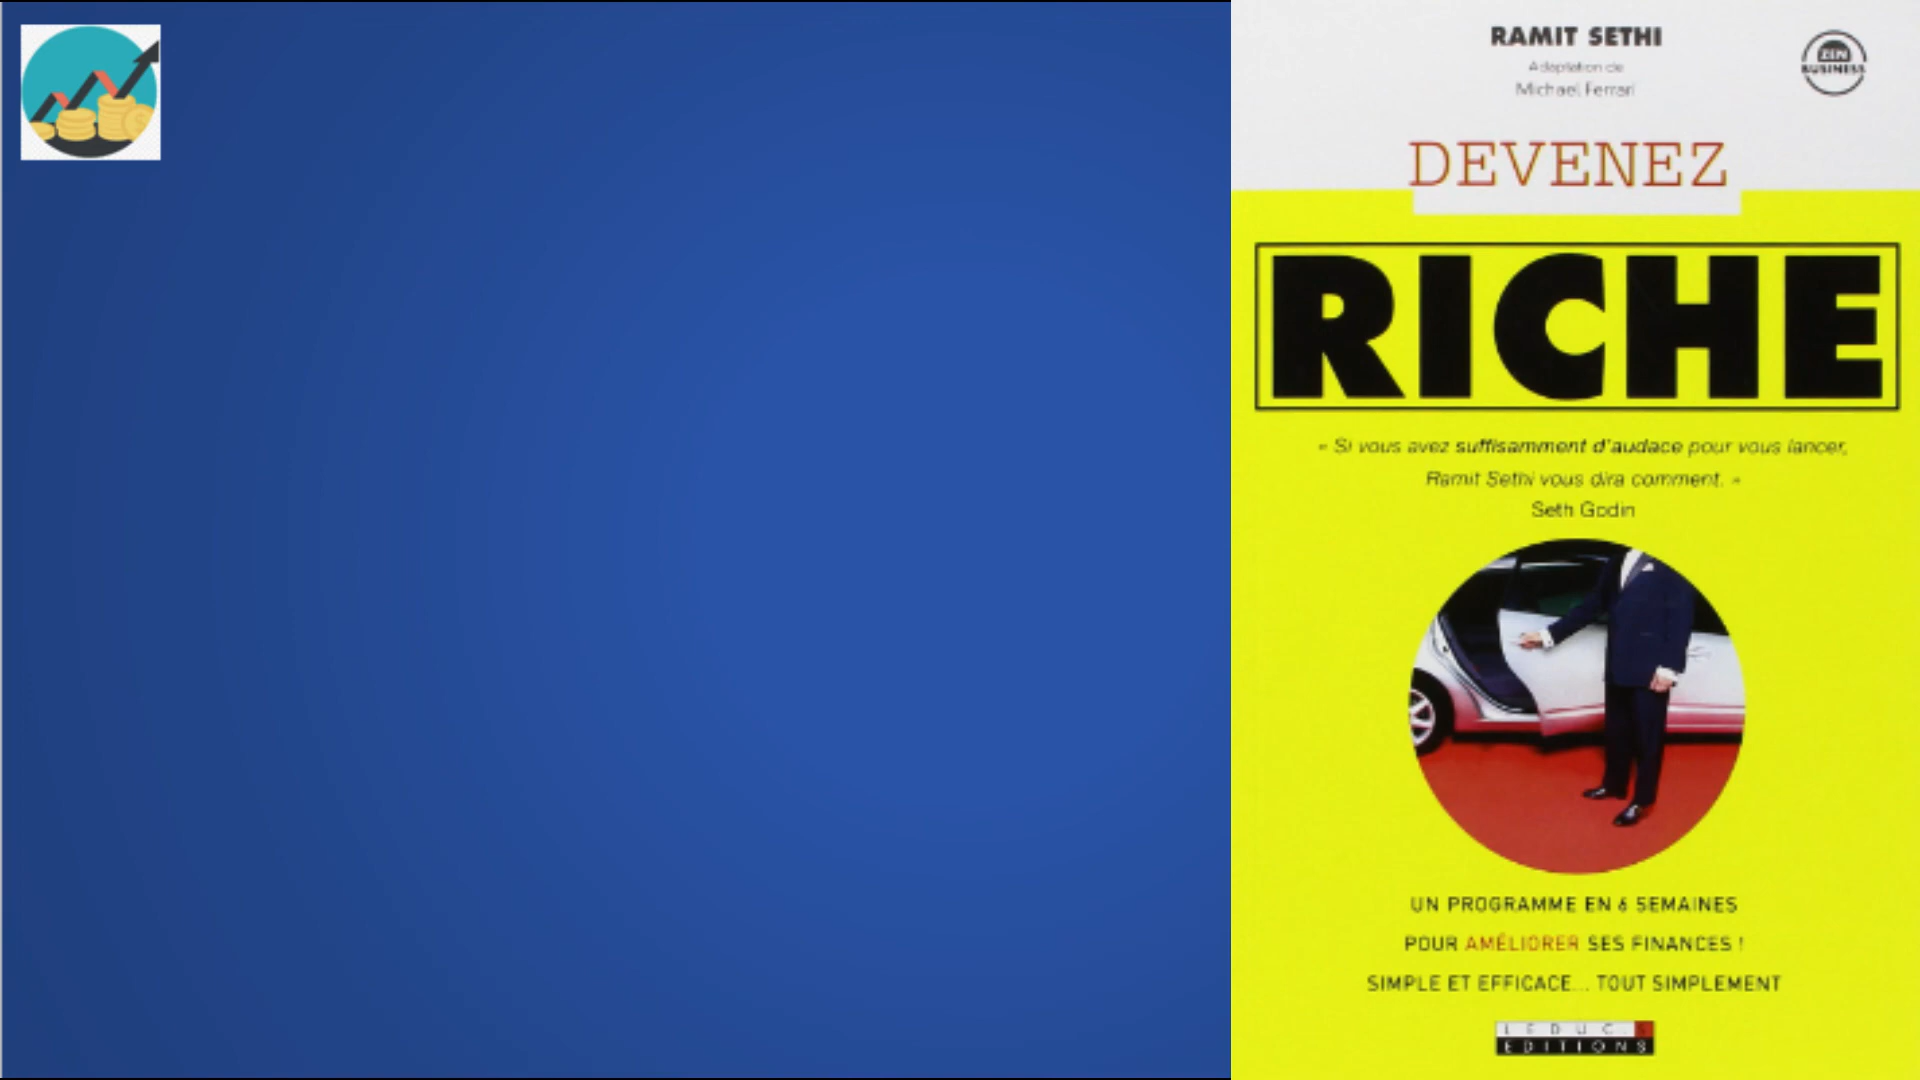 RAMIT SETHI
Adaptation de
Michael Ferrari
ZEN
BUSINESS
DEVENEZ
RICHE
« Si vous avez suffisamment d'audace pour vous lancer,
Ramit Sethi vous dira comment. »
Seth Godin
UN PROGRAMME EN 6 SEMAINES
POUR AMÉLIORER SES FINANCES !
SIMPLE ET EFFICACE... TOUT SIMPLEMENT
LEDUC.S
EDITIONS